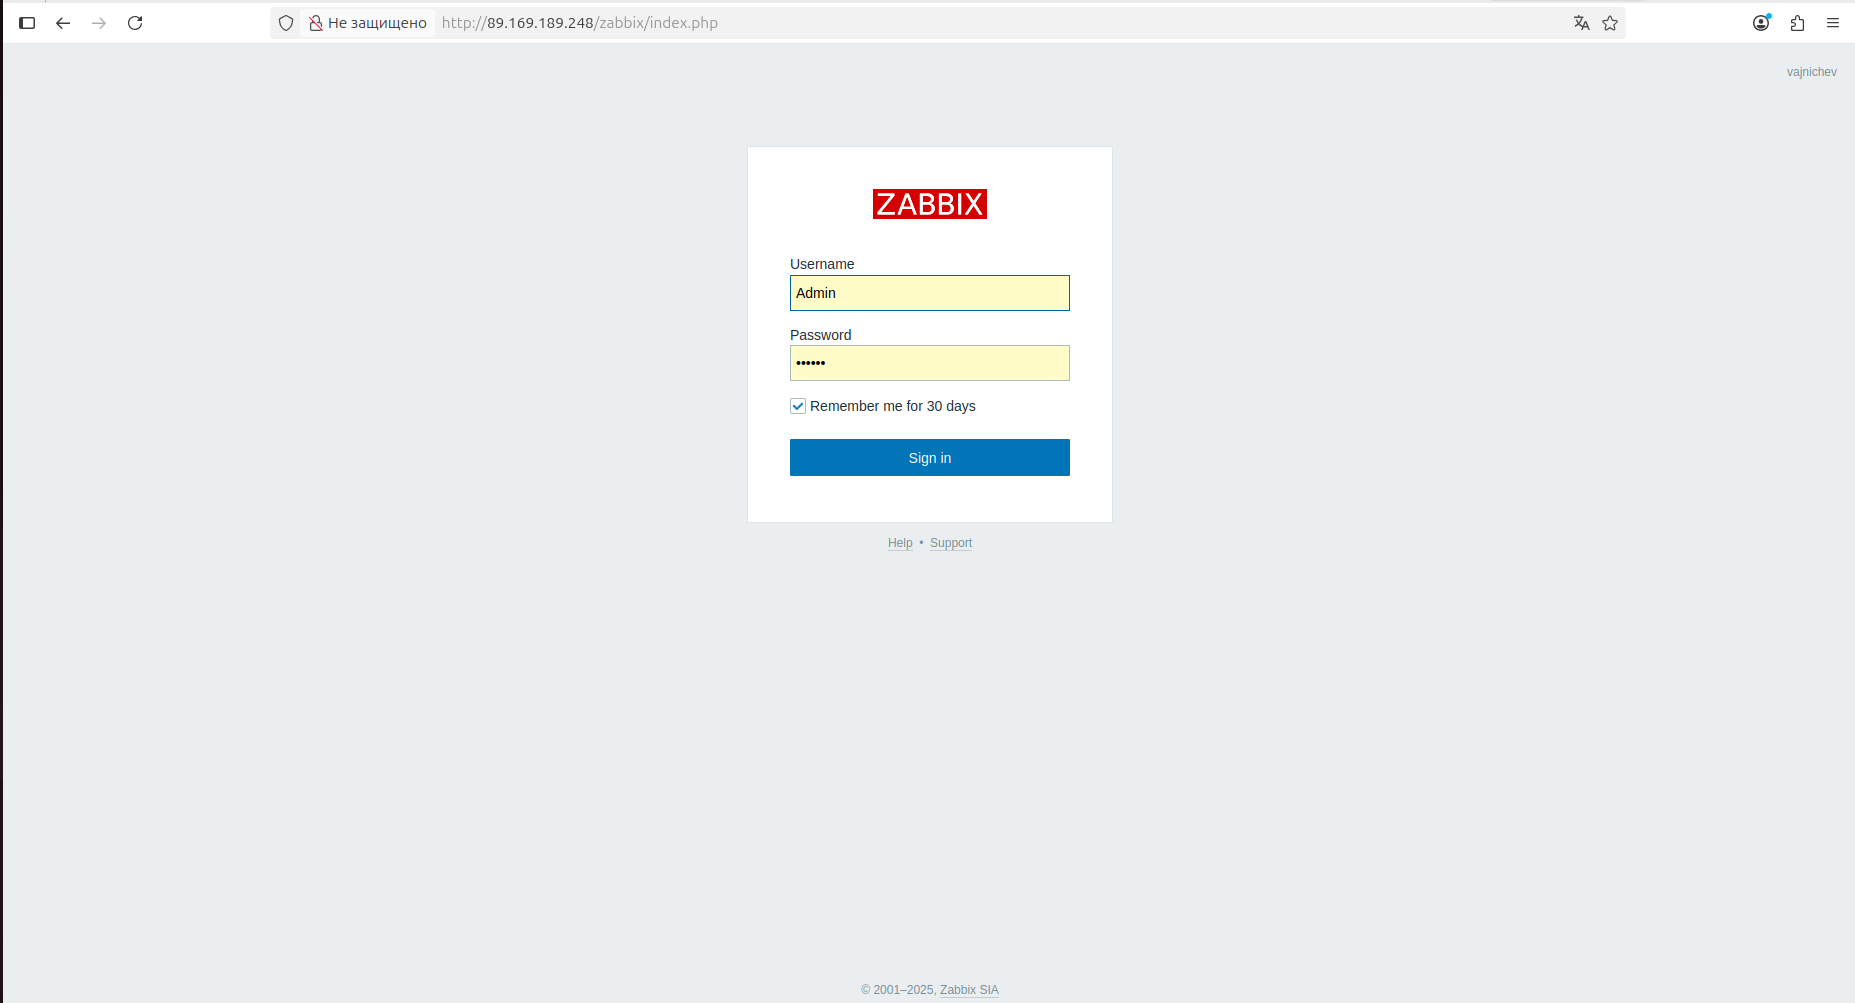 Не защищено http://89.169.189.248/zabbix/index.php
vajnichev
ZABBIX
Username
Admin
Password
••••••
Remember me for 30 days
Sign in
Help • Support
© 2001–2025, Zabbix SIA